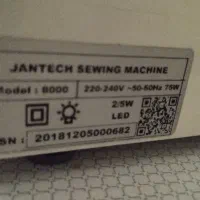 JANTECH SEWING MACHINE
Model : 8000
220-240V ~50-60Hz 75W
2/5W
LED
SN: 20181205000682